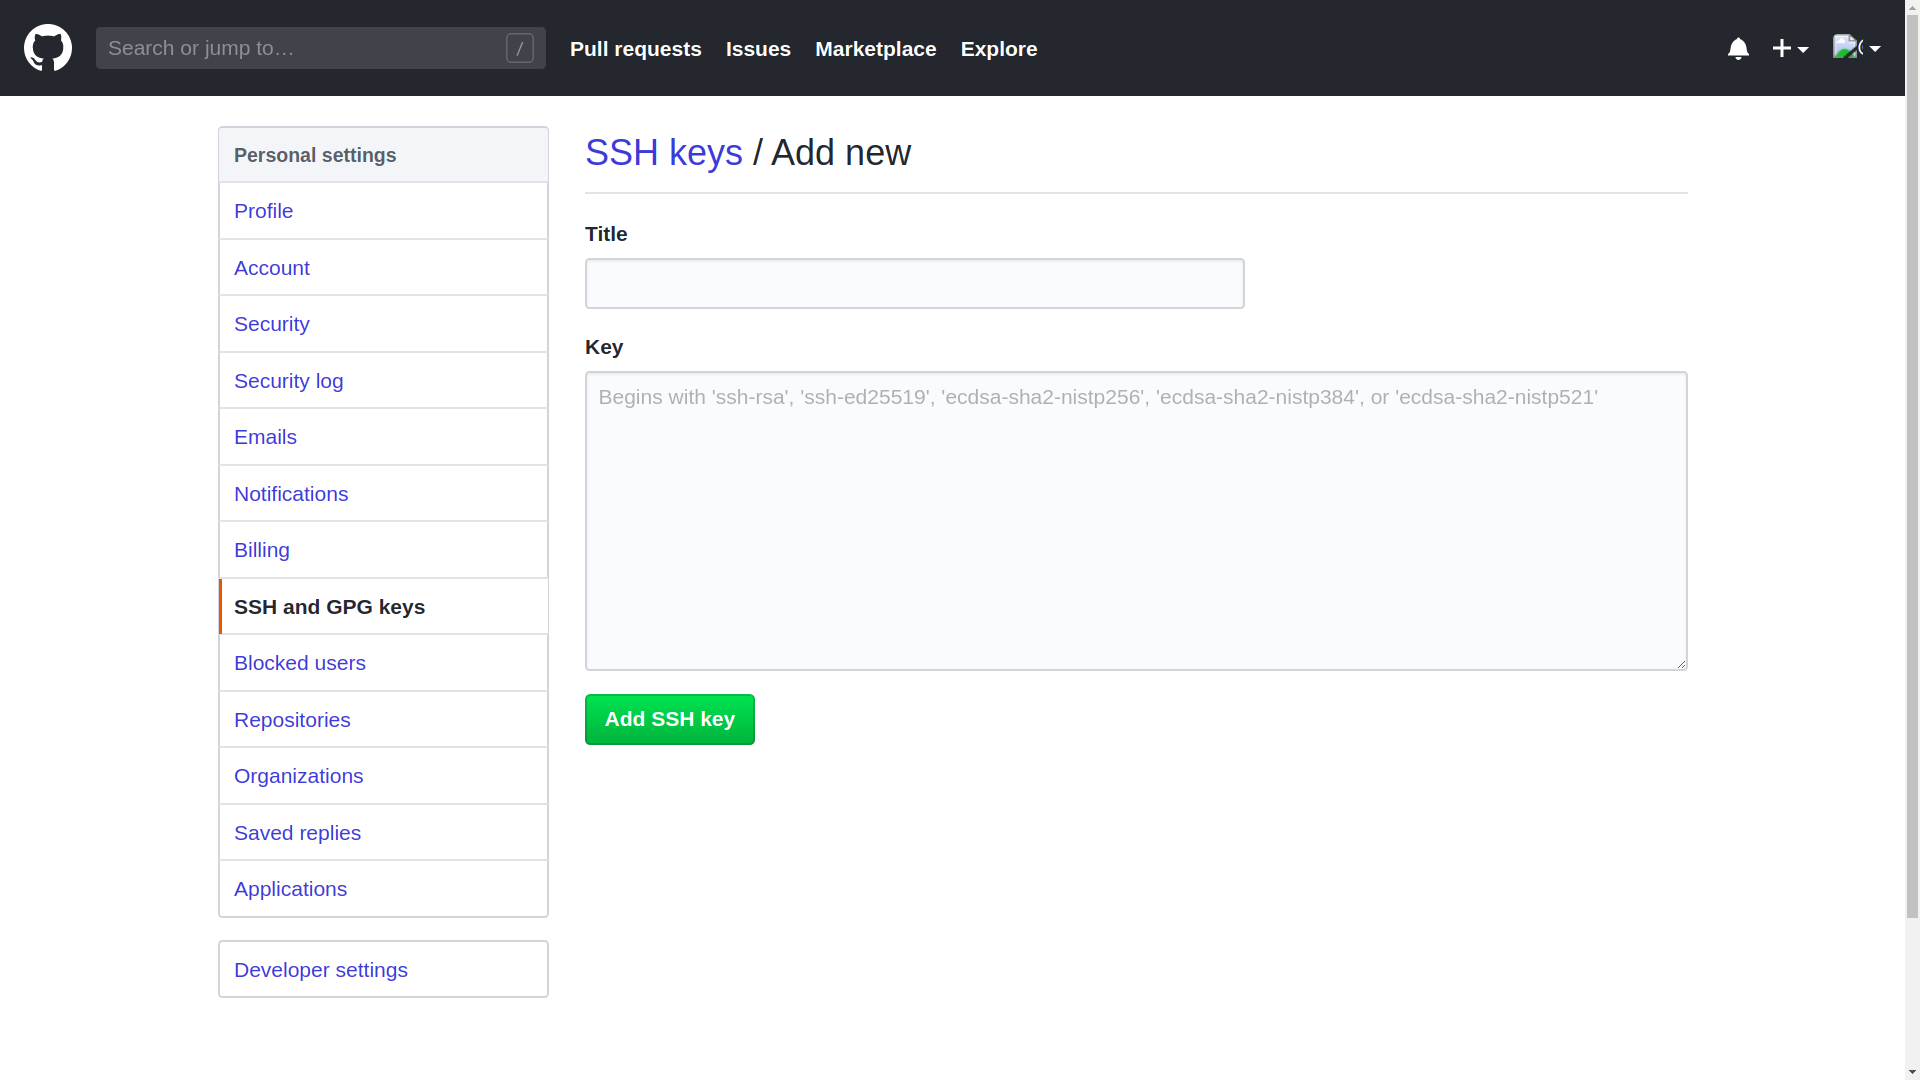 Search or jump to…
/
Pull requests
Issues
Marketplace
Explore
Personal settings
Profile
Account
Security
Security log
Emails
Notifications
Billing
SSH and GPG keys
Blocked users
Repositories
Organizations
Saved replies
Applications
Developer settings
SSH keys / Add new
Title
Key
Begins with 'ssh-rsa', 'ssh-ed25519', 'ecdsa-sha2-nistp256', 'ecdsa-sha2-nistp384', or 'ecdsa-sha2-nistp521'
Add SSH key